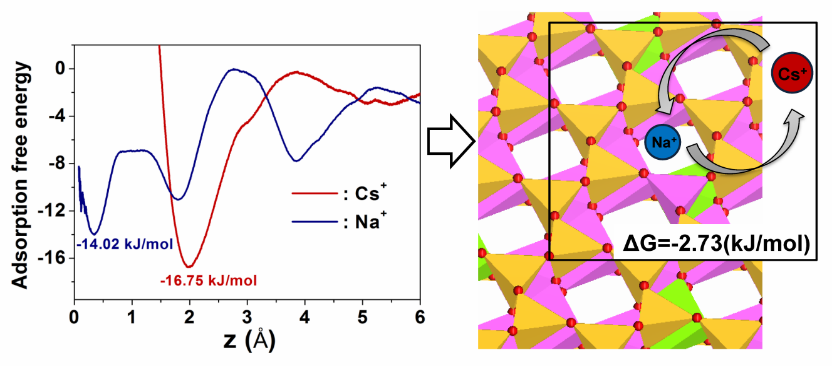 Adsorption free energy
0
-4
-8
-12
-16
: Cs⁺
: Na⁺
-14.02 kJ/mol
-16.75 kJ/mol
0 1 2 3 4 5 6
z (Å)
Cs⁺
Na⁺
ΔG=-2.73(kJ/mol)